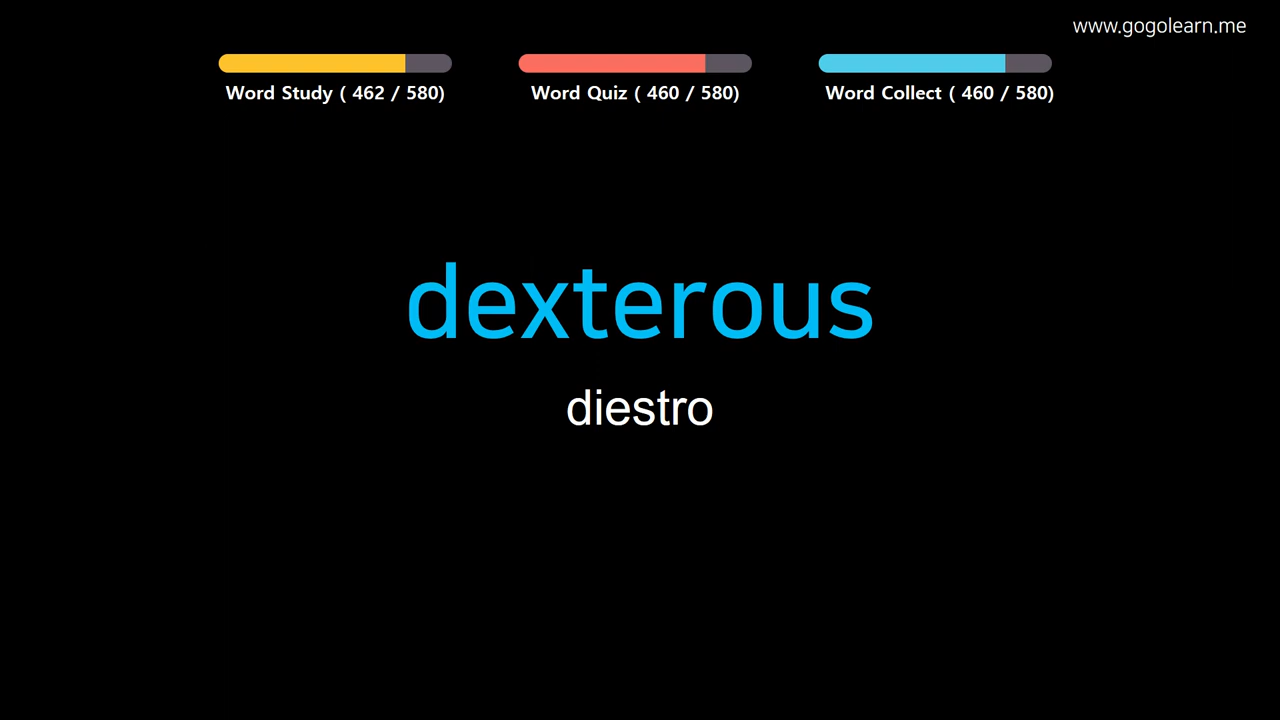 www.gogolearn.me
Word Study ( 462 / 580)
Word Quiz ( 460 / 580)
Word Collect ( 460 / 580)
dexterous
diestro